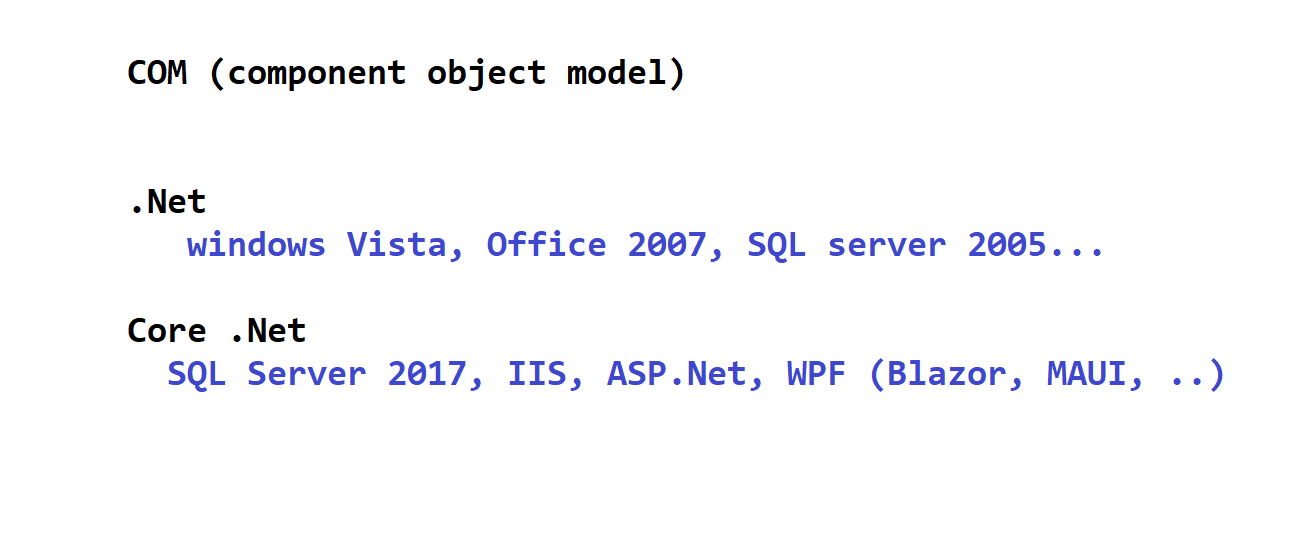 COM (component object model)
.Net
windows Vista, Office 2007, SQL server 2005...
Core .Net
SQL Server 2017, IIS, ASP.Net, WPF (Blazor, MAUI, ..)